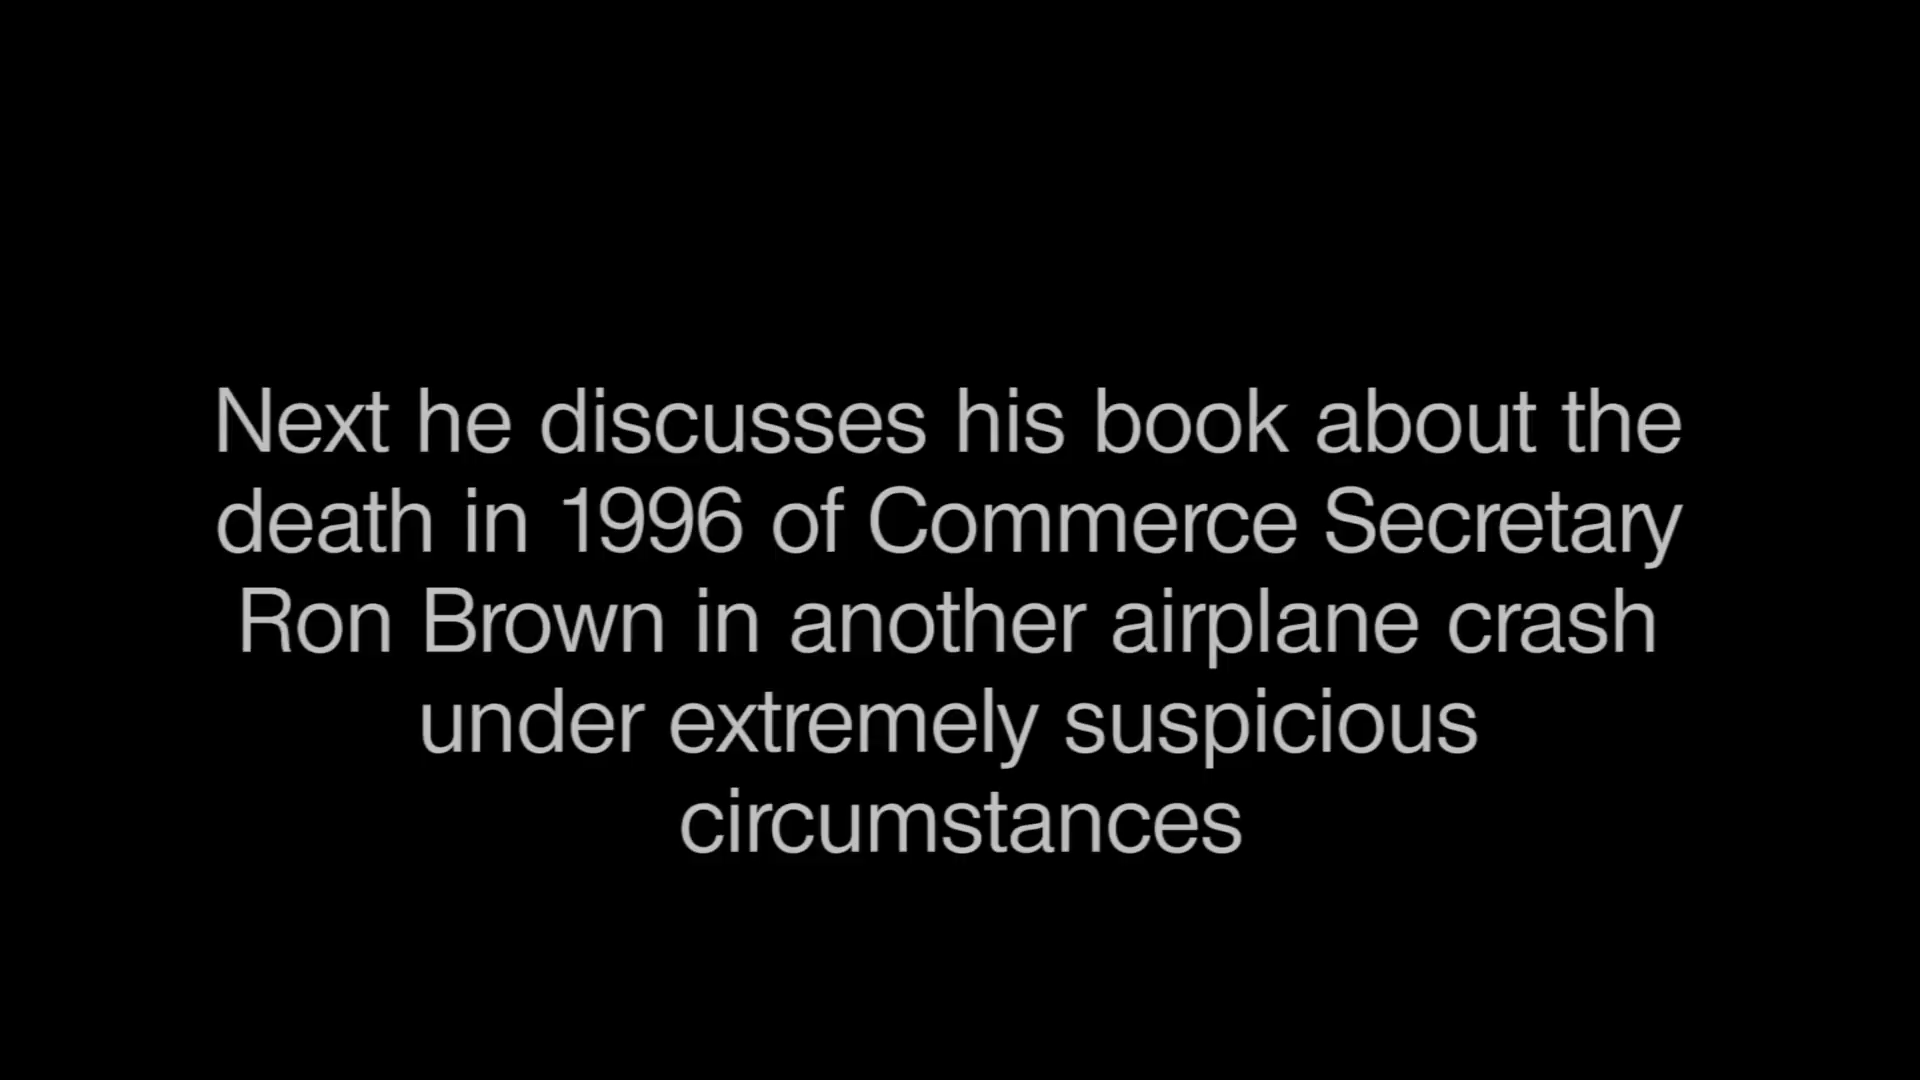 Next he discusses his book about the
death in 1996 of Commerce Secretary
Ron Brown in another airplane crash
under extremely suspicious
circumstances